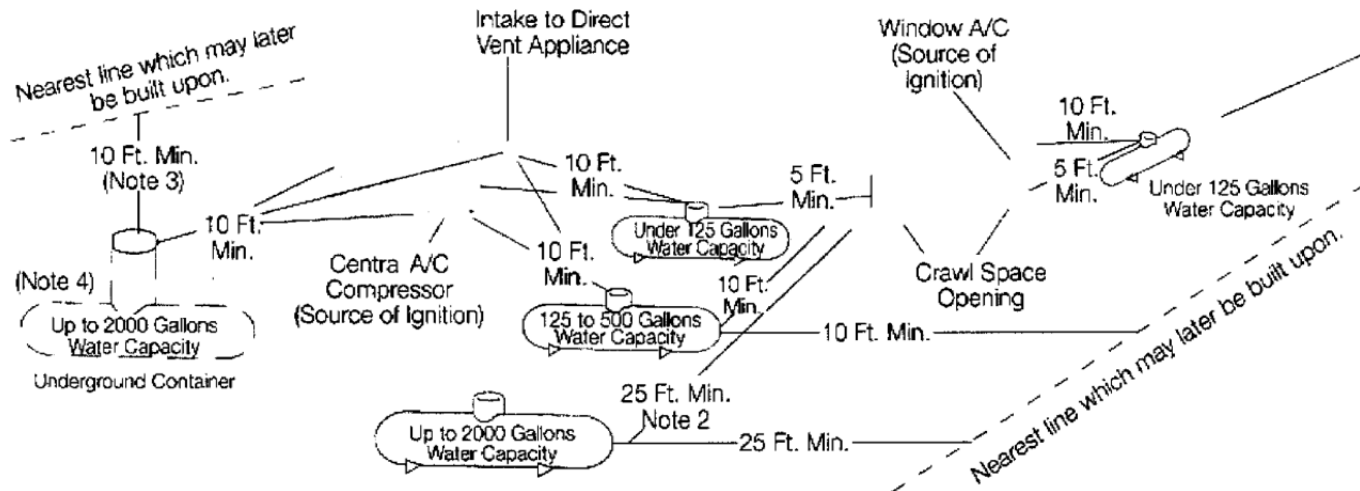 Intake to Direct
Vent Appliance
Window A/C
(Source of
Ignition)
Nearest line which may later
be built upon.
10 Ft. Min.
(Note 3)
10 Ft.
Min.
10 Ft.
Min.
5 Ft.
Min.
10 Ft.
Min.
5 Ft.
Min.
Under 125 Gallons
Water Capacity
Under 125 Gallons
Water Capacity
10 Ft.
Min.
10 Ft.
Min.
Centra A/C
Compressor
(Source of Ignition)
Crawl Space
Opening
(Note 4)
Up to 2000 Gallons
Water Capacity
Underground Container
125 to 500 Gallons
Water Capacity
10 Ft. Min.
25 Ft. Min.
Note 2
Up to 2000 Gallons
Water Capacity
25 Ft. Min.
Nearest line which may later be built upon.